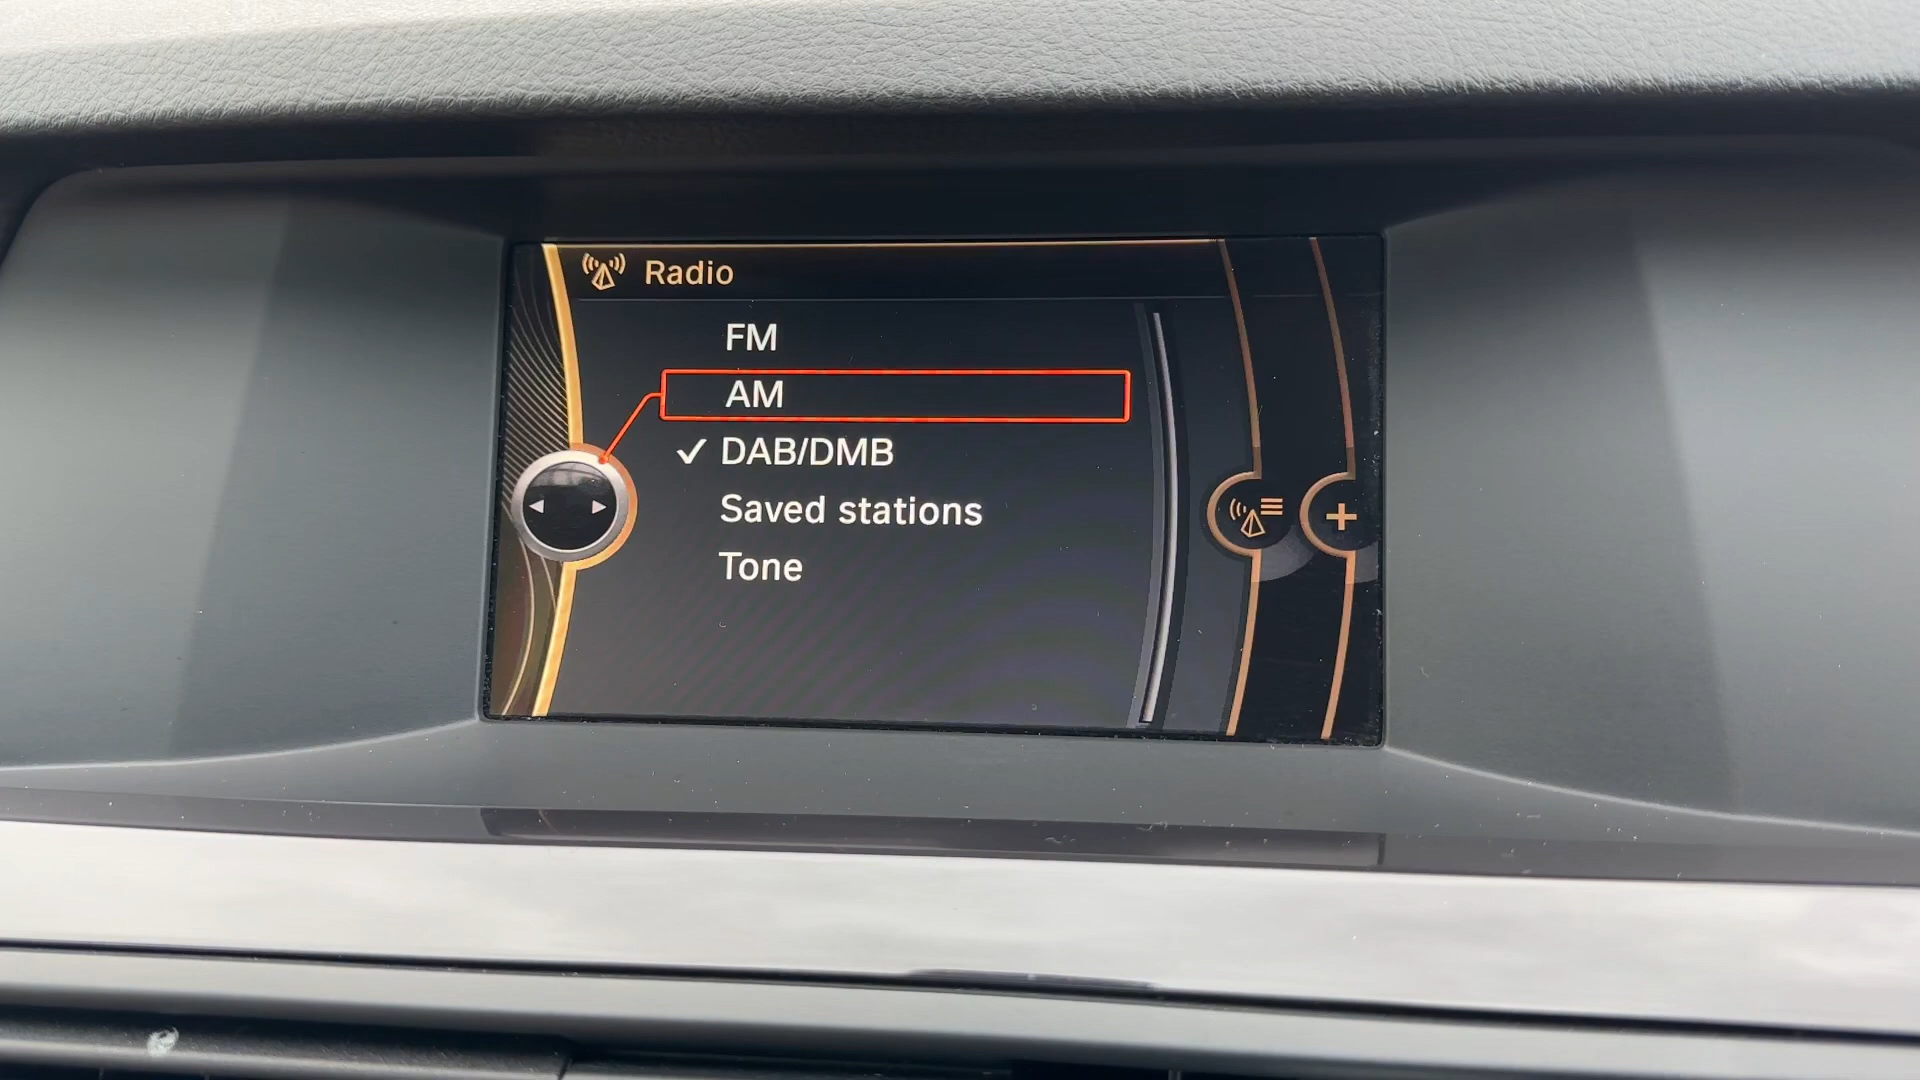 Radio
FM
AM
✓ DAB/DMB
Saved stations
Tone